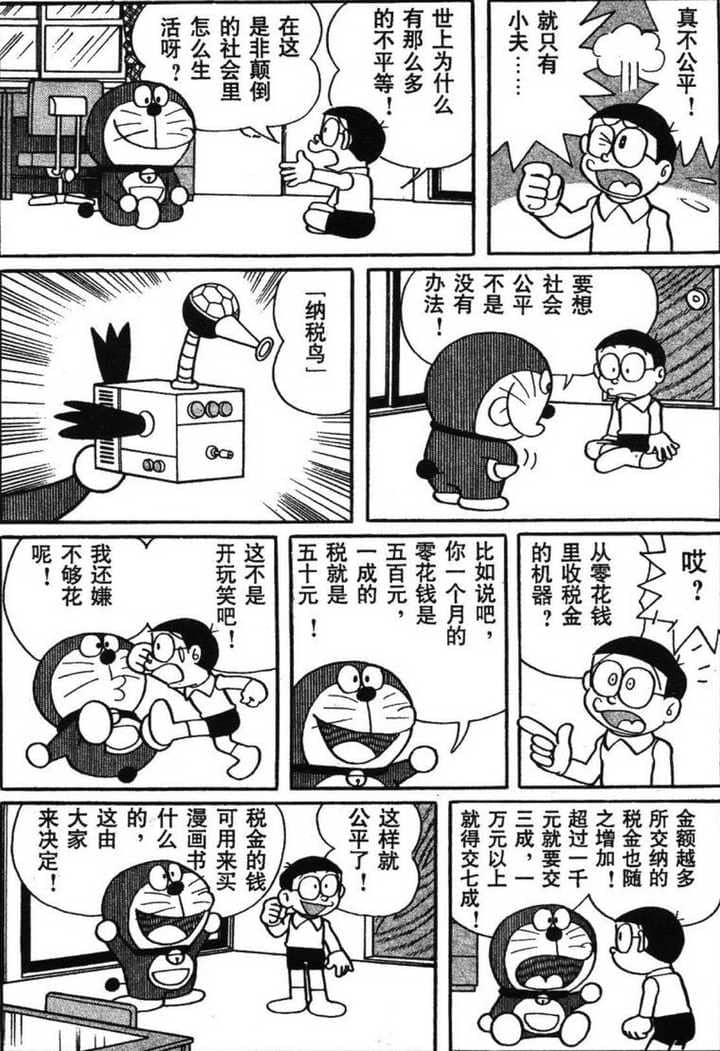 真不公平！
就只有
小夫……
世上为什么
有那么多
的不平等！
在这
是非颠倒
的社会里
怎么生
活呀？
要想
社会
公平
不是
没有
办法！
「纳税鸟」
哎？
从零花钱
里收税金
的机器？
比如说吧，
你一个月的
零花钱是
五百元，
一成的
税就是
五十元！
这不是
开玩笑吧！
我还嫌
不够花
呢！
金额越多
所交纳的
税金也随
之增加！
超过一千
元就要交
三成，一
万元以上
就得交七成！
这样就
公平了！
税金的钱
可用来买
漫画书
什么
的，
这由
大家
来决定！